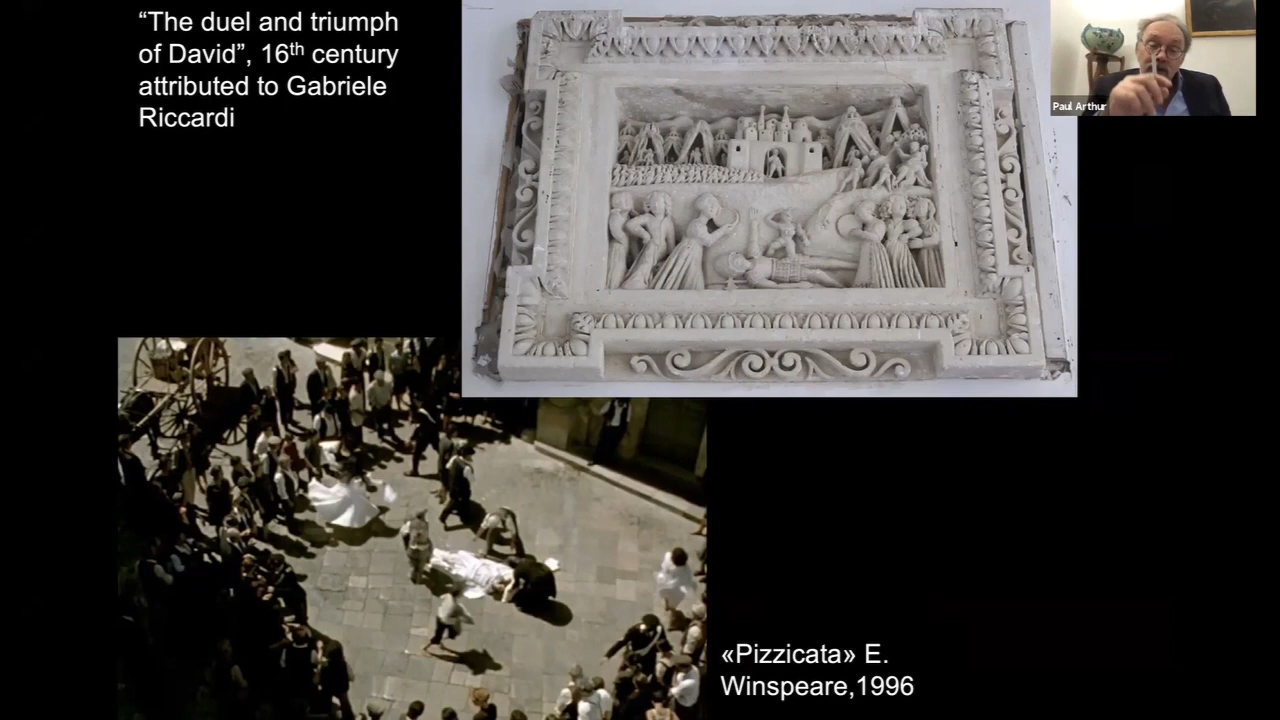 “The duel and triumph
of David”, 16th century
attributed to Gabriele
Riccardi
Paul Arthur
«Pizzicata» E.
Winspeare,1996